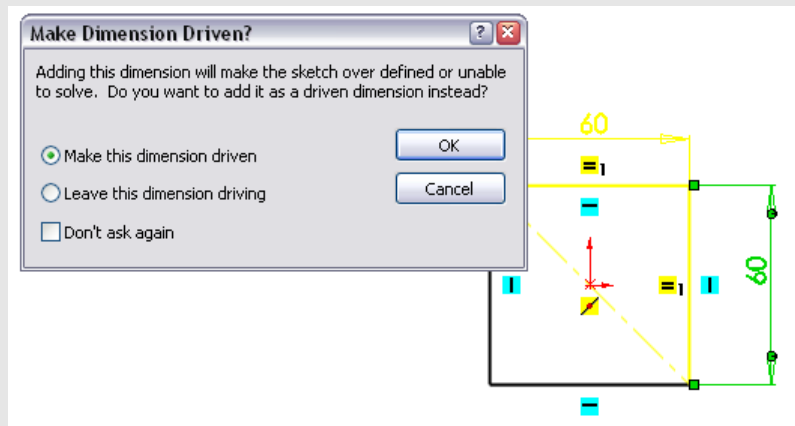 Make Dimension Driven?
Adding this dimension will make the sketch over defined or unable
to solve. Do you want to add it as a driven dimension instead?
Make this dimension driven
OK
Leave this dimension driving
Cancel
Don't ask again
60
=1
=1
60